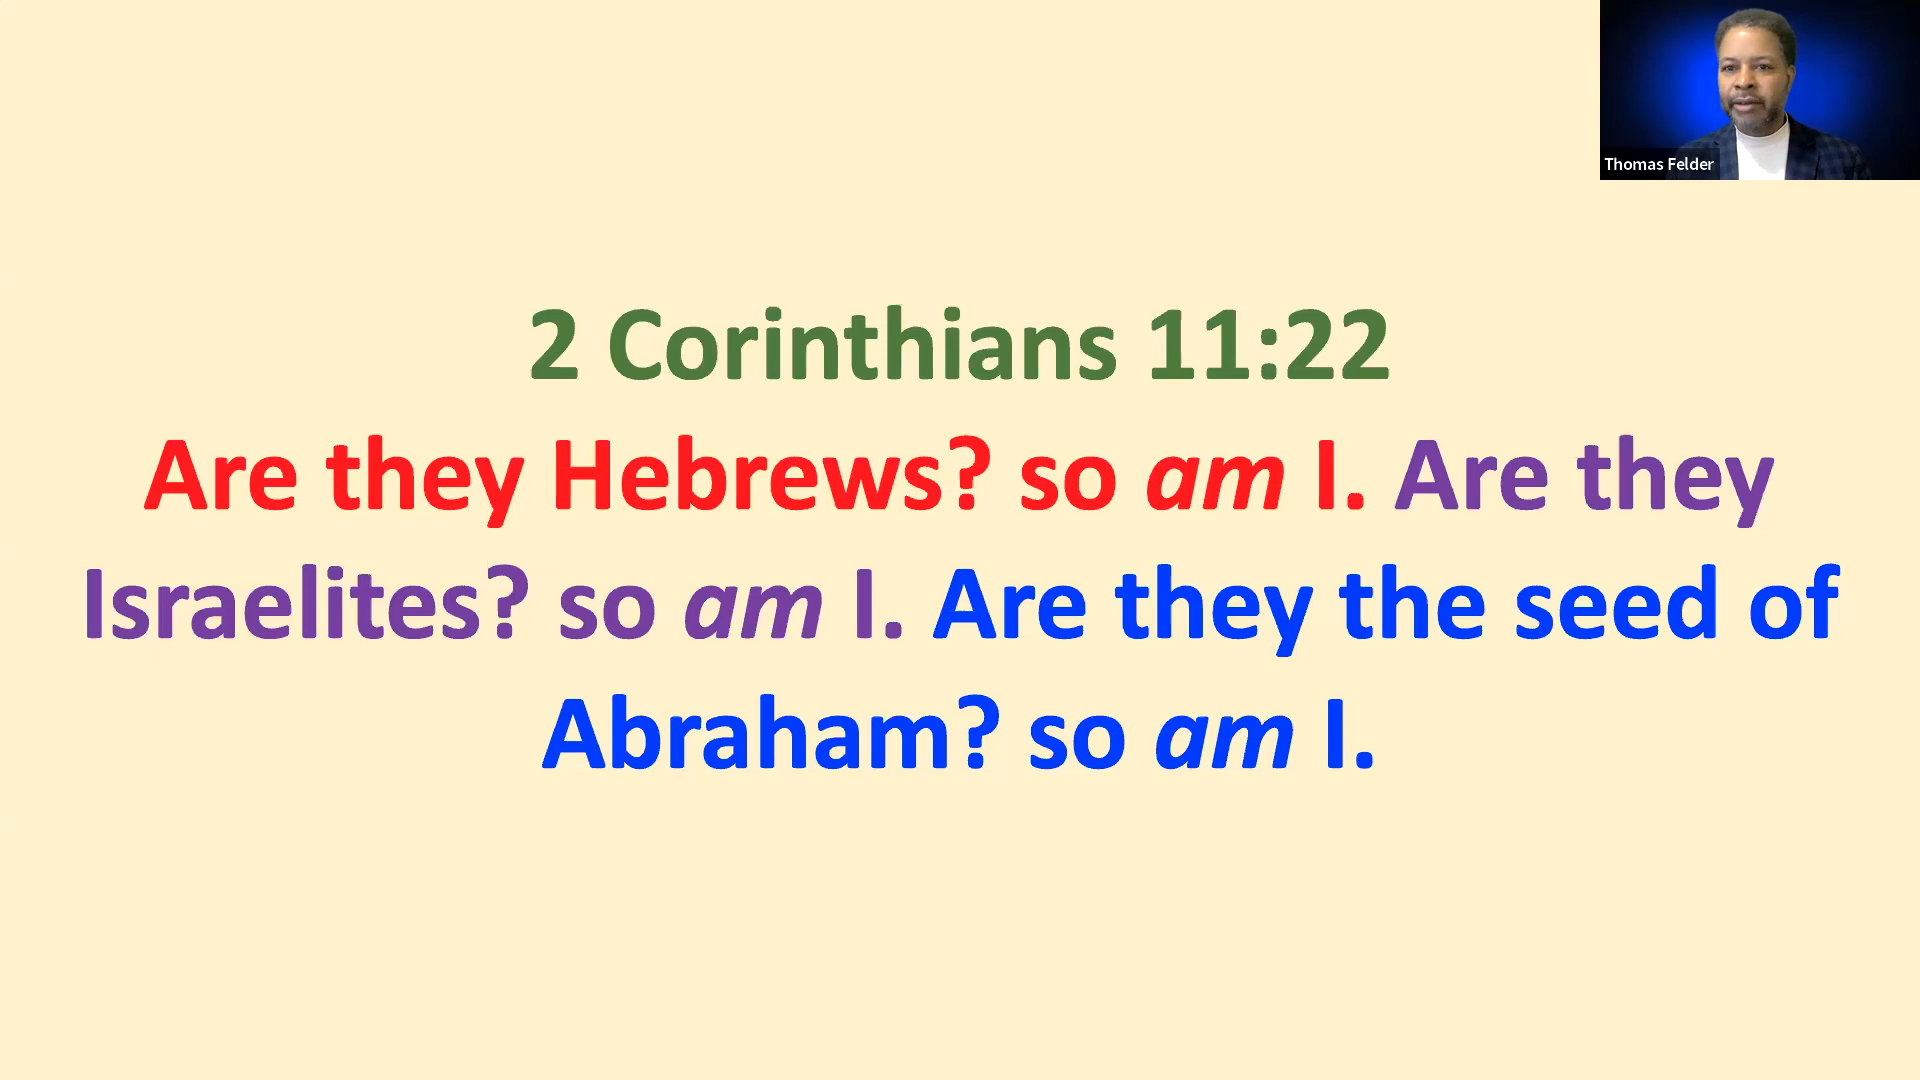 Thomas Felder
2 Corinthians 11:22
Are they Hebrews? so am I. Are they
Israelites? so am I. Are they the seed of
Abraham? so am I.